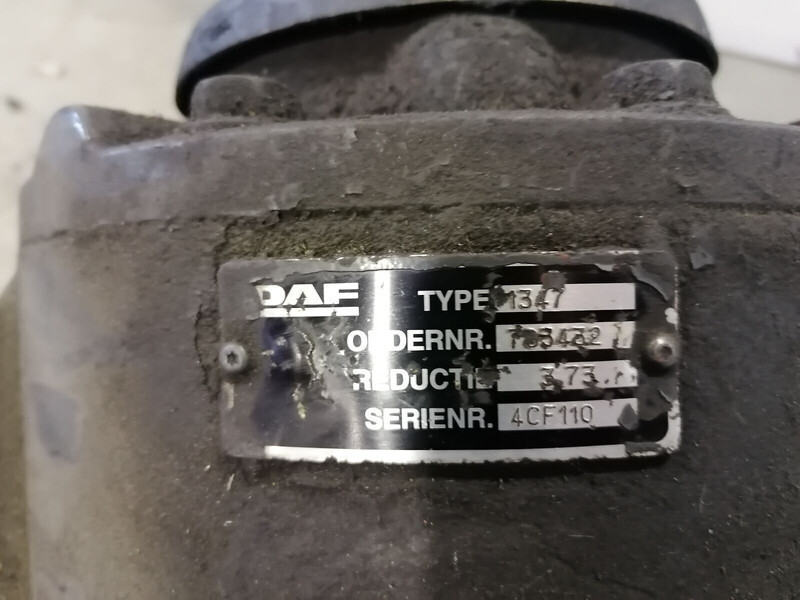 DAF
TYPE 1347
ORDERNR.
REDUCTIE 3.73
SERIENR. 4CF110